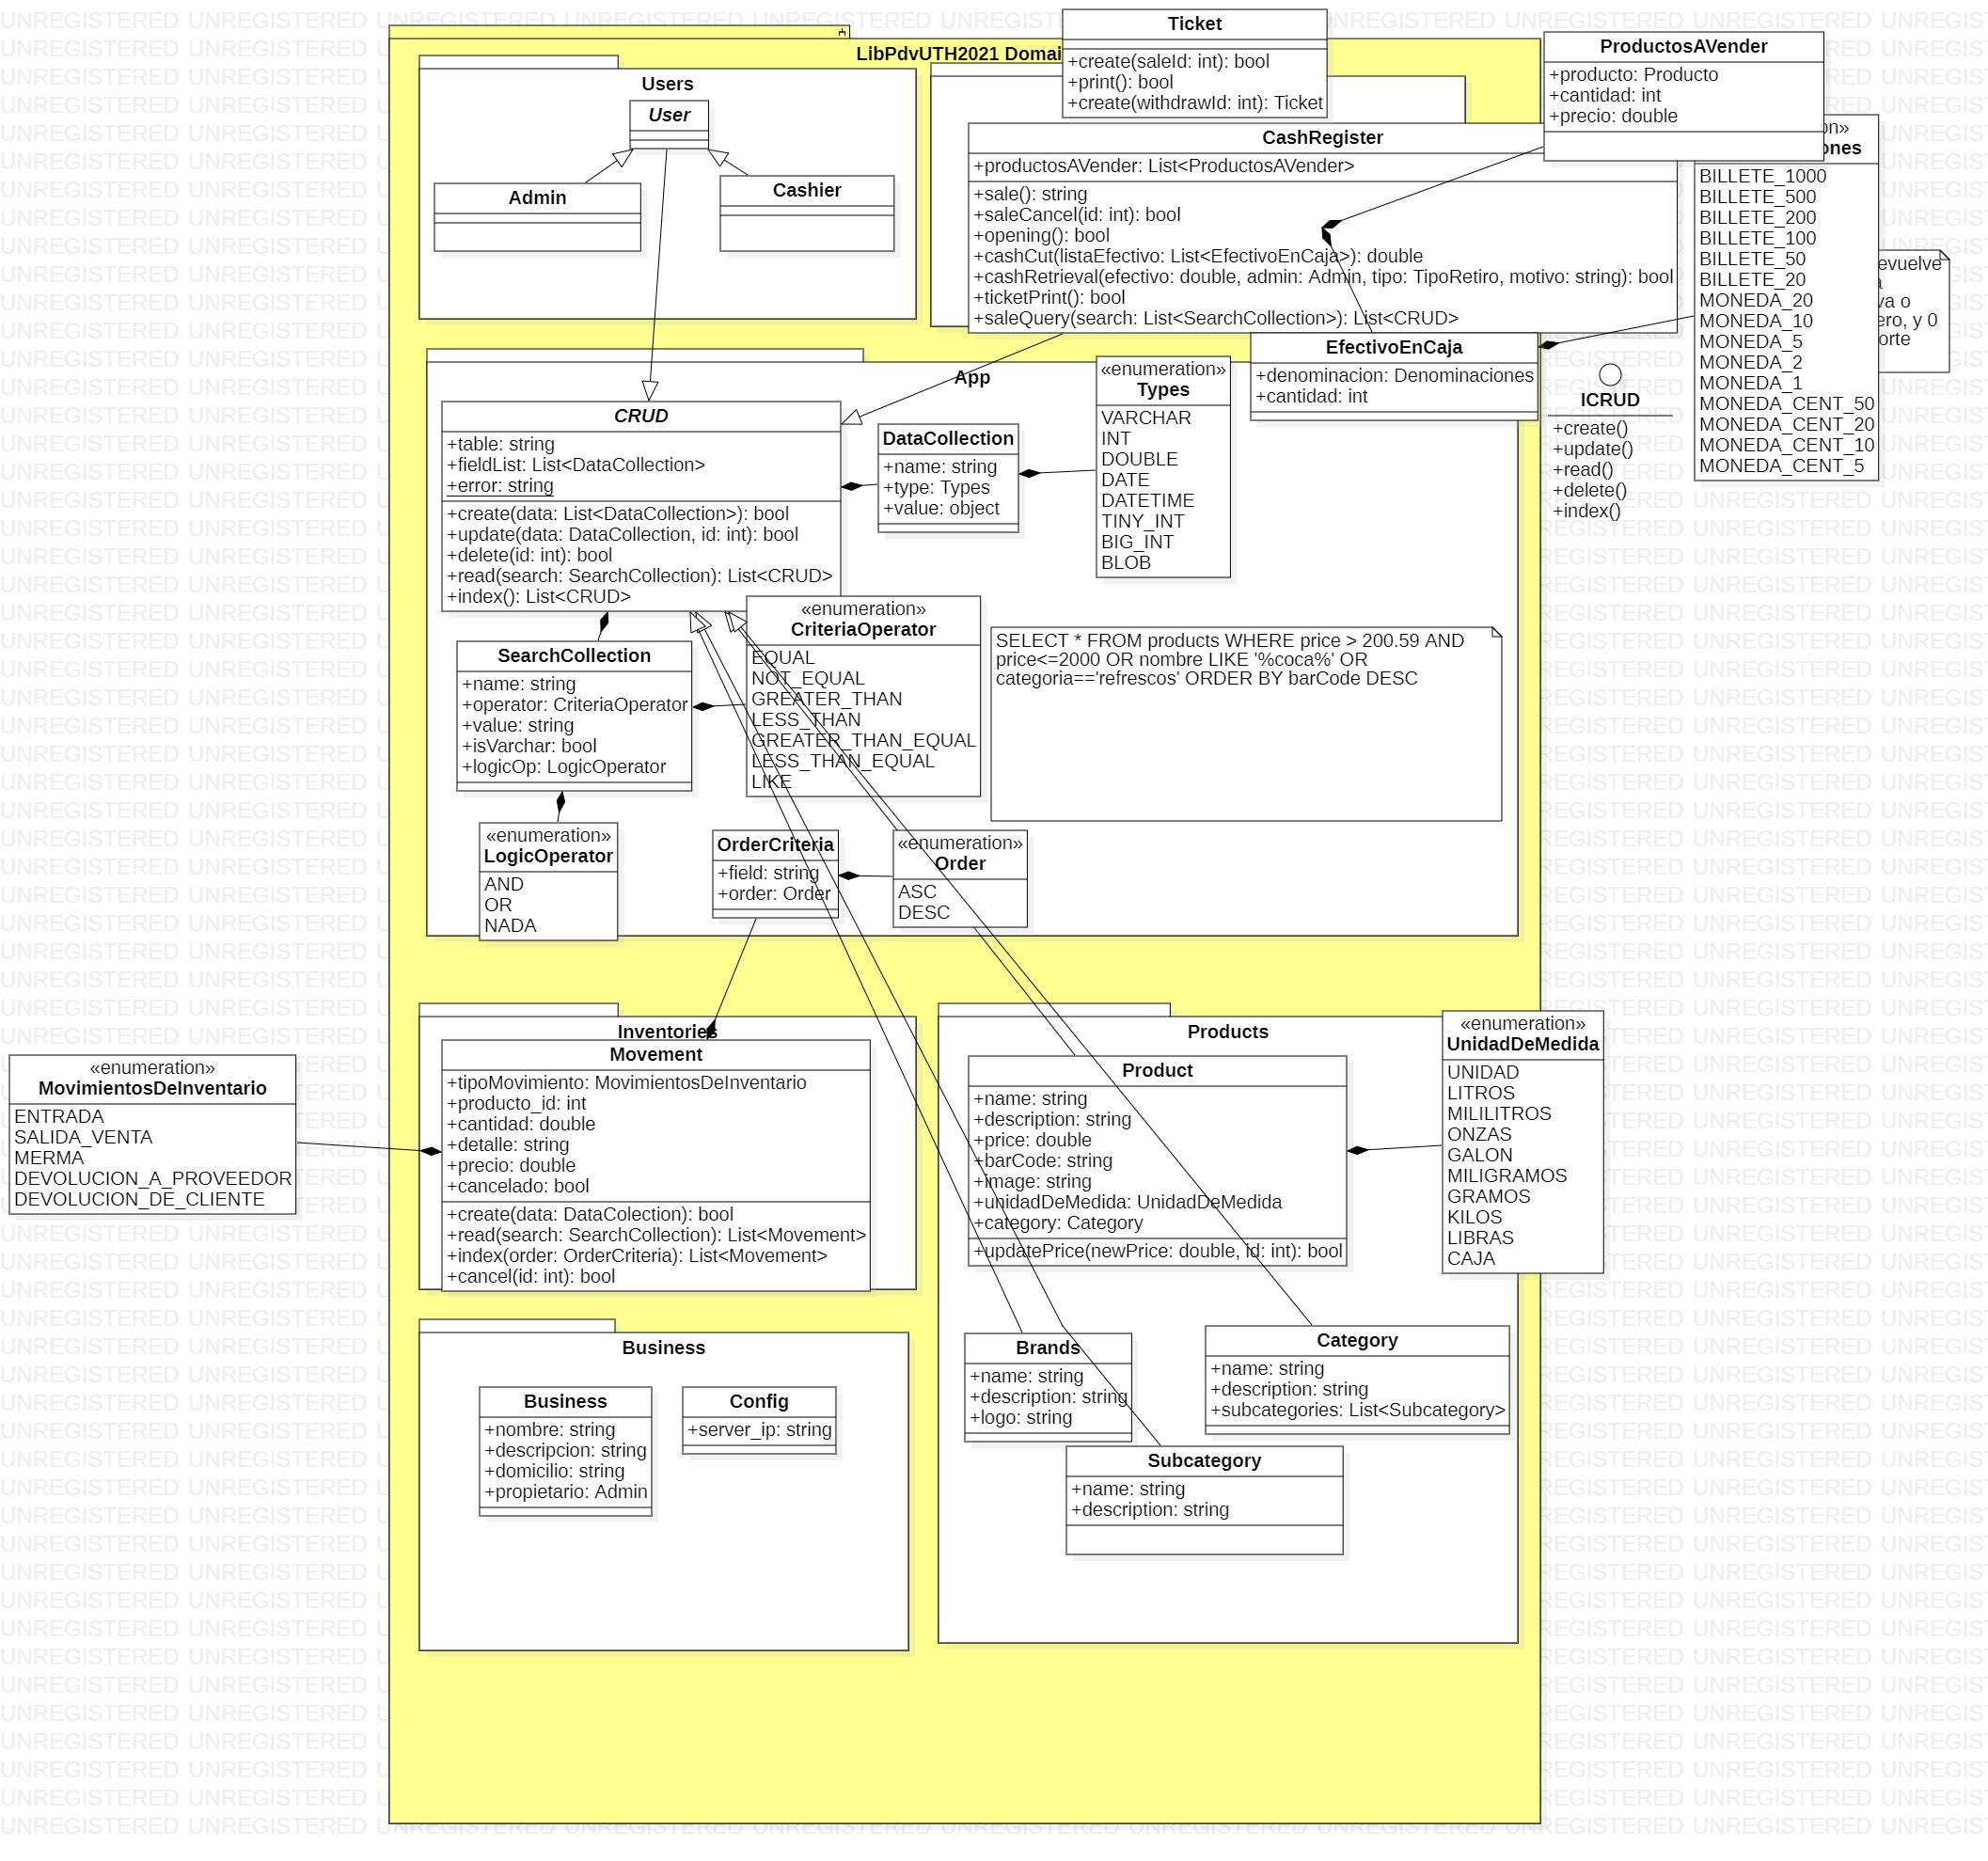 LibPdvUTH2021 Domai
Ticket
+create(saleId: int): bool
+print(): bool
+create(withdrawId: int): Ticket
ProductosAVender
+producto: Producto
+cantidad: int
+precio: double
Users
User
Admin
Cashier
CashRegister
+productosAVender: List<ProductosAVender>
+sale(): string
+saleCancel(id: int): bool
+opening(): bool
+cashCut(listaEfectivo: List<EfectivoEnCaja>): double
+cashRetrieval(efectivo: double, admin: Admin, tipo: TipoRetiro, motivo: string): bool
+ticketPrint(): bool
+saleQuery(search: List<SearchCollection>): List<CRUD>
on»
ones
BILLETE_1000
BILLETE_500
BILLETE_200
BILLETE_100
BILLETE_50
BILLETE_20
MONEDA_20
MONEDA_10
MONEDA_5
MONEDA_2
MONEDA_1
MONEDA_CENT_50
MONEDA_CENT_20
MONEDA_CENT_10
MONEDA_CENT_5
evuelve
a
va o
ero, y 0
orte
EfectivoEnCaja
+denominacion: Denominaciones
+cantidad: int
ICRUD
+create()
+update()
+read()
+delete()
+index()
App
CRUD
+table: string
+fieldList: List<DataCollection>
+error: string
+create(data: List<DataCollection>): bool
+update(data: DataCollection, id: int): bool
+delete(id: int): bool
+read(search: SearchCollection): List<CRUD>
+index(): List<CRUD>
DataCollection
+name: string
+type: Types
+value: object
«enumeration»
Types
VARCHAR
INT
DOUBLE
DATE
DATETIME
TINY_INT
BIG_INT
BLOB
SearchCollection
+name: string
+operator: CriteriaOperator
+value: string
+isVarchar: bool
+logicOp: LogicOperator
«enumeration»
CriteriaOperator
EQUAL
NOT_EQUAL
GREATER_THAN
LESS_THAN
GREATER_THAN_EQUAL
LESS_THAN_EQUAL
LIKE
SELECT * FROM products WHERE price > 200.59 AND
price<=2000 OR nombre LIKE '%coca%' OR
categoria=='refrescos' ORDER BY barCode DESC
«enumeration»
LogicOperator
AND
OR
NADA
OrderCriteria
+field: string
+order: Order
«enumeration»
Order
ASC
DESC
Inventories
Movement
+tipoMovimiento: MovimientosDeInventario
+producto_id: int
+cantidad: double
+detalle: string
+precio: double
+cancelado: bool
+create(data: DataColection): bool
+read(search: SearchCollection): List<Movement>
+index(order: OrderCriteria): List<Movement>
+cancel(id: int): bool
«enumeration»
MovimientosDeInventario
ENTRADA
SALIDA_VENTA
MERMA
DEVOLUCION_A_PROVEEDOR
DEVOLUCION_DE_CLIENTE
Products
Product
+name: string
+description: string
+price: double
+barCode: string
+image: string
+unidadDeMedida: UnidadDeMedida
+category: Category
+updatePrice(newPrice: double, id: int): bool
«enumeration»
UnidadDeMedida
UNIDAD
LITROS
MILILITROS
ONZAS
GALON
MILIGRAMOS
GRAMOS
KILOS
LIBRAS
CAJA
Brands
+name: string
+description: string
+logo: string
Category
+name: string
+description: string
+subcategories: List<Subcategory>
Subcategory
+name: string
+description: string
Business
Business
+nombre: string
+descripcion: string
+domicilio: string
+propietario: Admin
Config
+server_ip: string